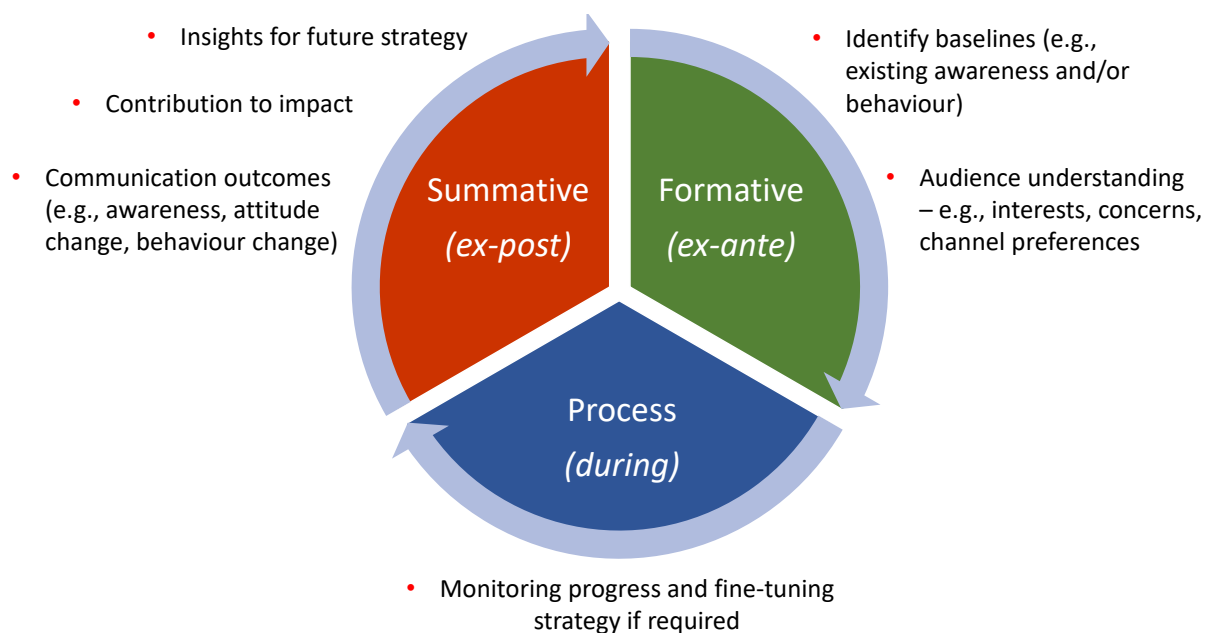 • Insights for future strategy
• Contribution to impact
• Communication outcomes
(e.g., awareness, attitude
change, behaviour change)
Summative
(ex-post)
Formative
(ex-ante)
• Identify baselines (e.g.,
existing awareness and/or
behaviour)
• Audience understanding
– e.g., interests, concerns,
channel preferences
Process
(during)
• Monitoring progress and fine-tuning
strategy if required